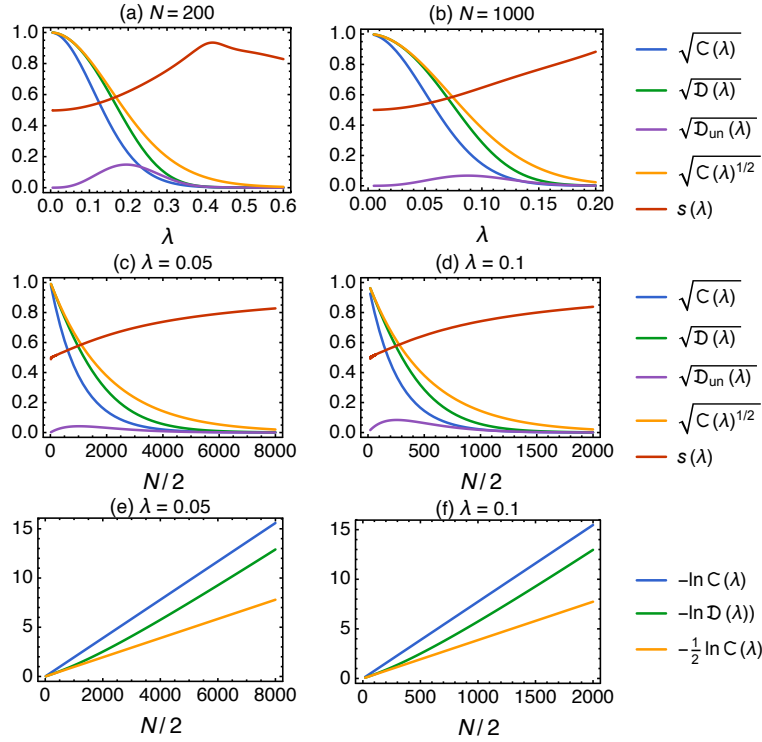 (a) N = 200
(b) N = 1000
1.0
0.8
0.6
0.4
0.2
0.0
0.0 0.1 0.2 0.3 0.4 0.5 0.6
λ
1.0
0.8
0.6
0.4
0.2
0.0
0.00 0.05 0.10 0.15 0.20
λ
√C(λ)
√D(λ)
√Dun(λ)
√C(λ)^1/2
s(λ)
(c) λ = 0.05
(d) λ = 0.1
1.0
0.8
0.6
0.4
0.2
0.0
0 2000 4000 6000 8000
N/2
1.0
0.8
0.6
0.4
0.2
0.0
0 500 1000 1500 2000
N/2
√C(λ)
√D(λ)
√Dun(λ)
√C(λ)^1/2
s(λ)
(e) λ = 0.05
(f) λ = 0.1
15
10
5
0
0 2000 4000 6000 8000
N/2
15
10
5
0
0 500 1000 1500 2000
N/2
−ln C(λ)
−ln D(λ))
−1/2 ln C(λ)